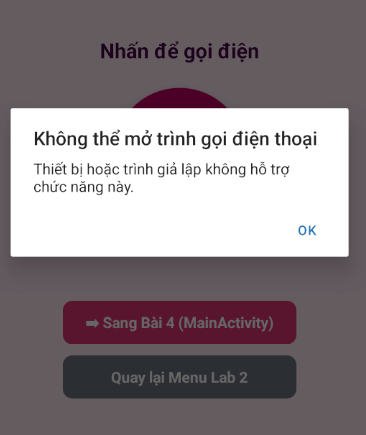 Nhấn để gọi điện
Không thể mở trình gọi điện thoại
Thiết bị hoặc trình giả lập không hỗ trợ
chức năng này.
OK
➡ Sang Bài 4 (MainActivity)
Quay lại Menu Lab 2